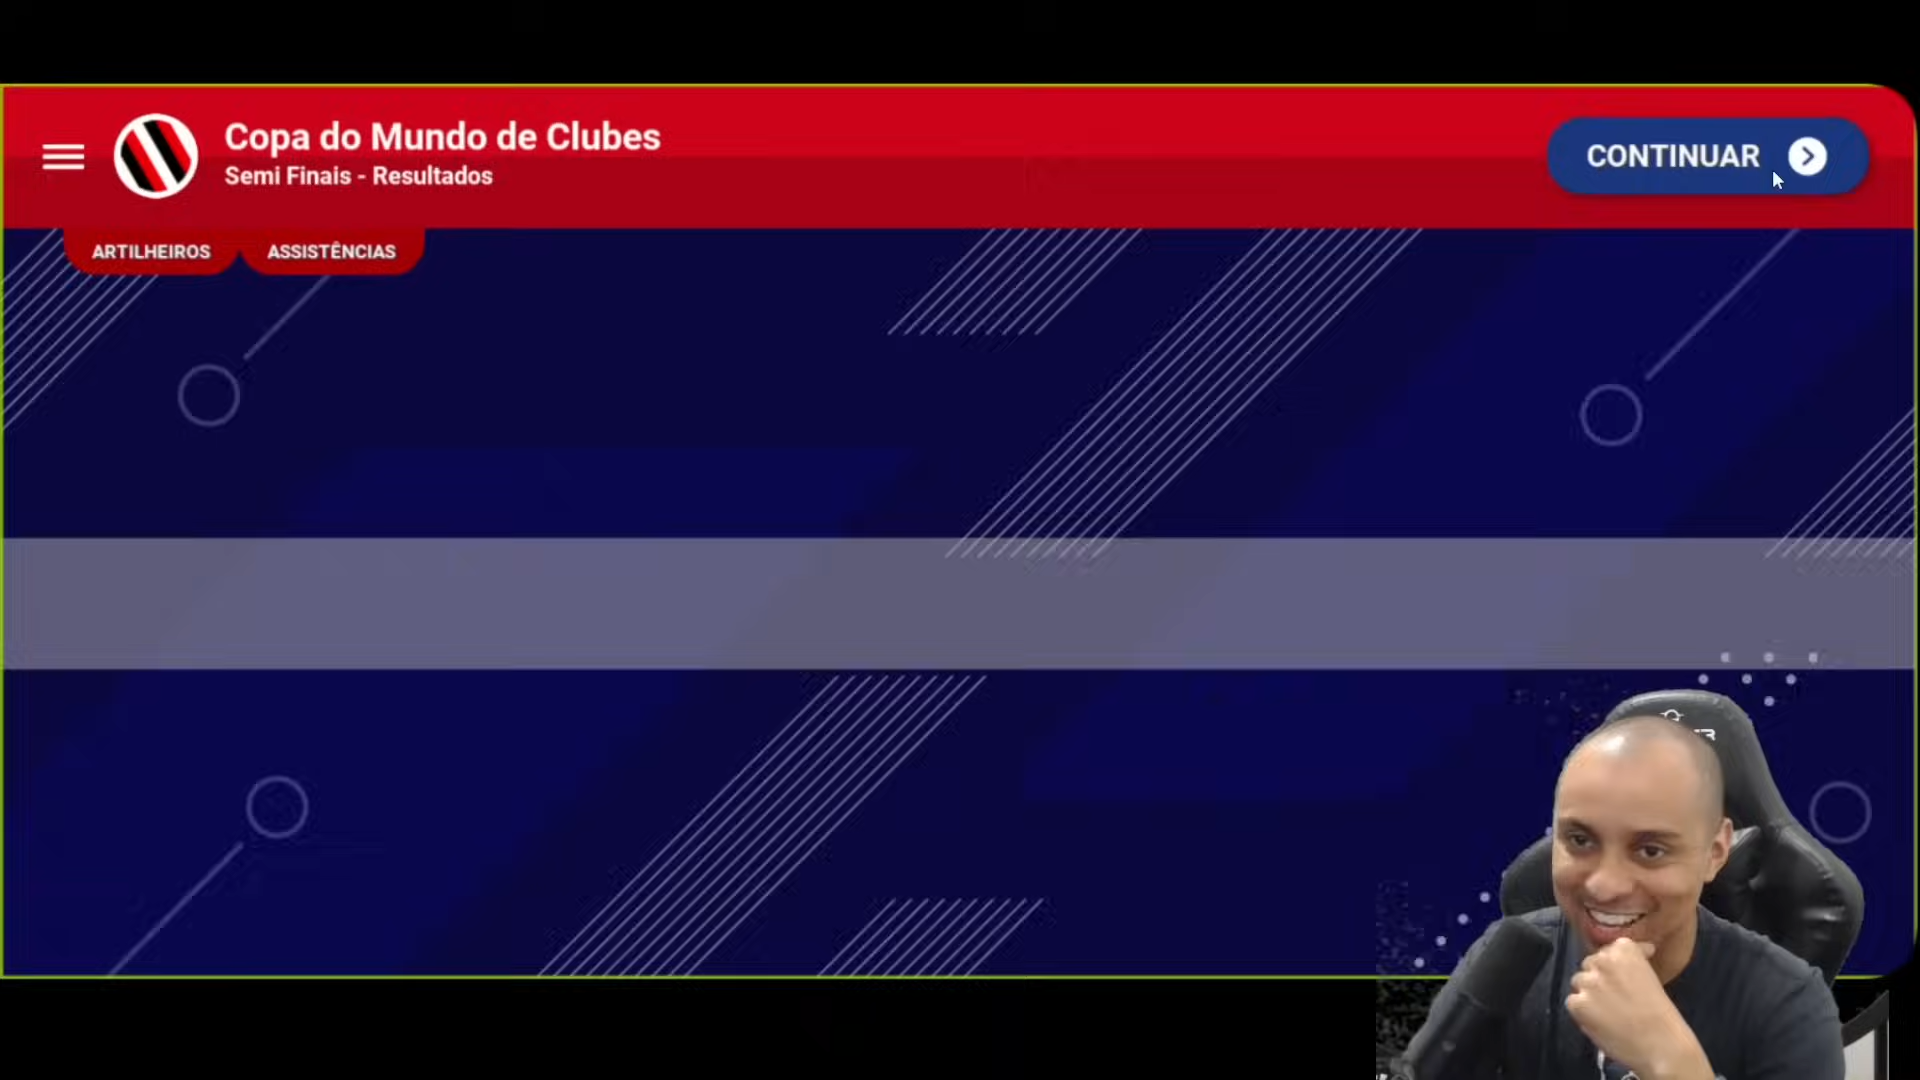 Copa do Mundo de Clubes
Semi Finais - Resultados
CONTINUAR
ARTILHEIROS
ASSISTÊNCIAS